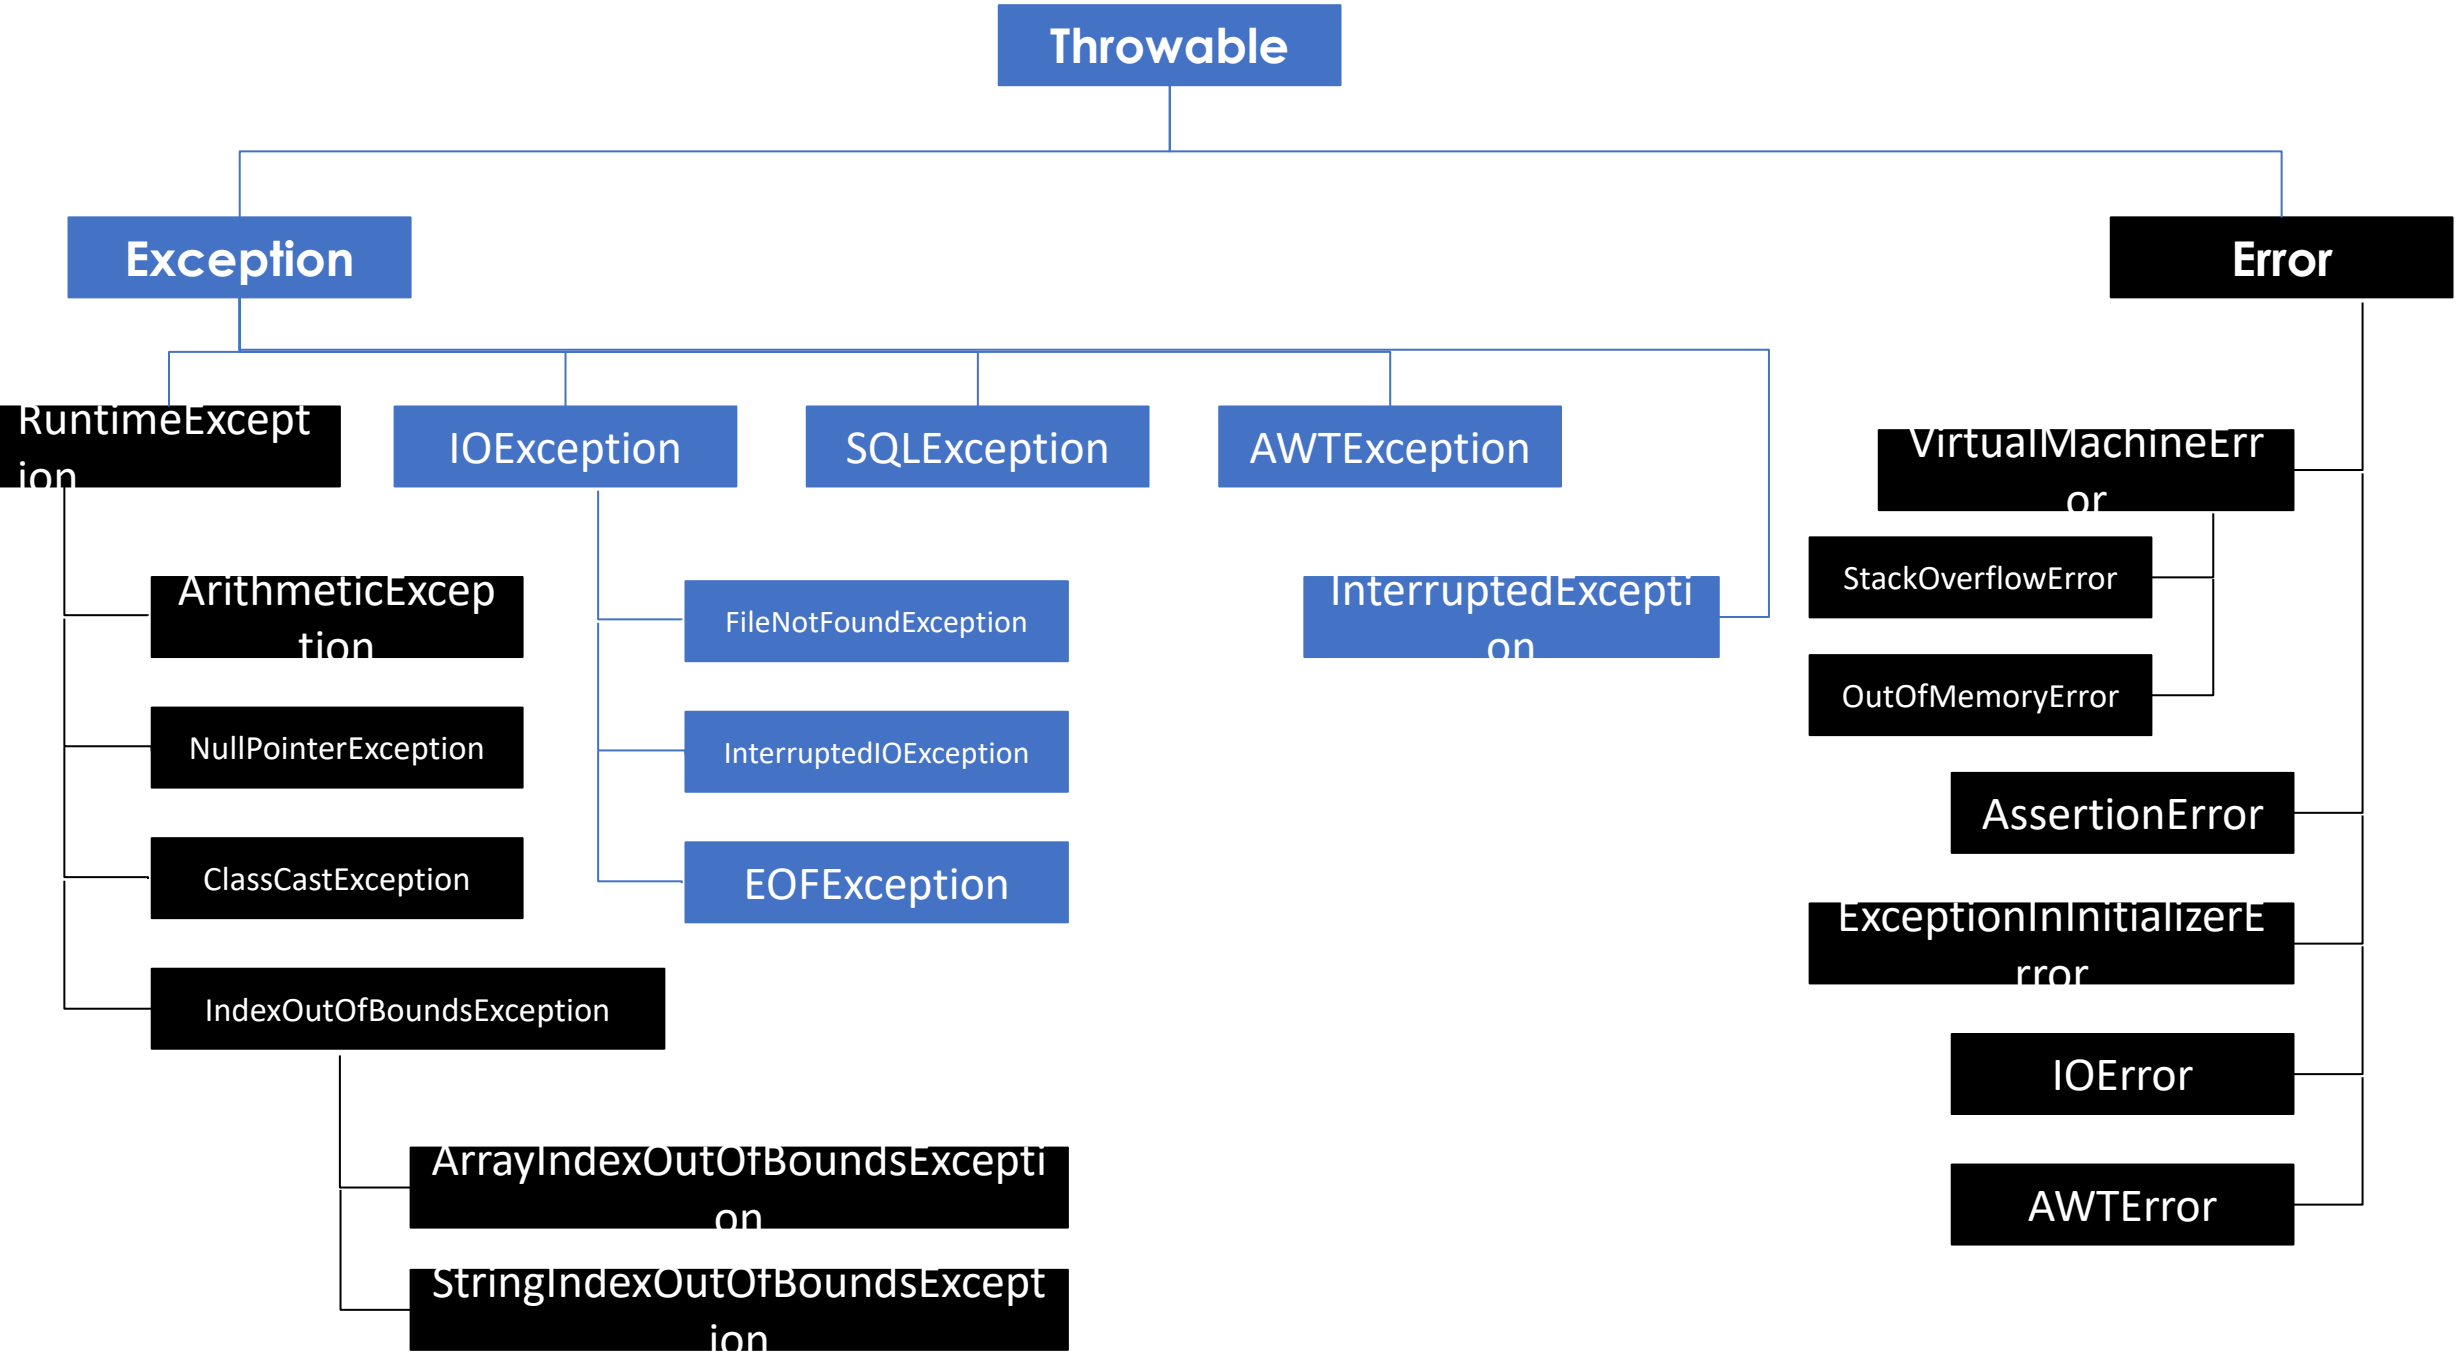 Throwable
Exception
Error
RuntimeExcept
ion
IOException
SQLException
AWTException
VirtualMachineErr
or
StackOverflowError
OutOfMemoryError
ArithmeticExcep
tion
FileNotFoundException
InterruptedExcepti
on
NullPointerException
InterruptedIOException
AssertionError
ClassCastException
EOFException
ExceptionInInitializerE
rror
IndexOutOfBoundsException
IOError
ArrayIndexOutOfBoundsExcepti
on
AWTError
StringIndexOutOfBoundsExcept
ion